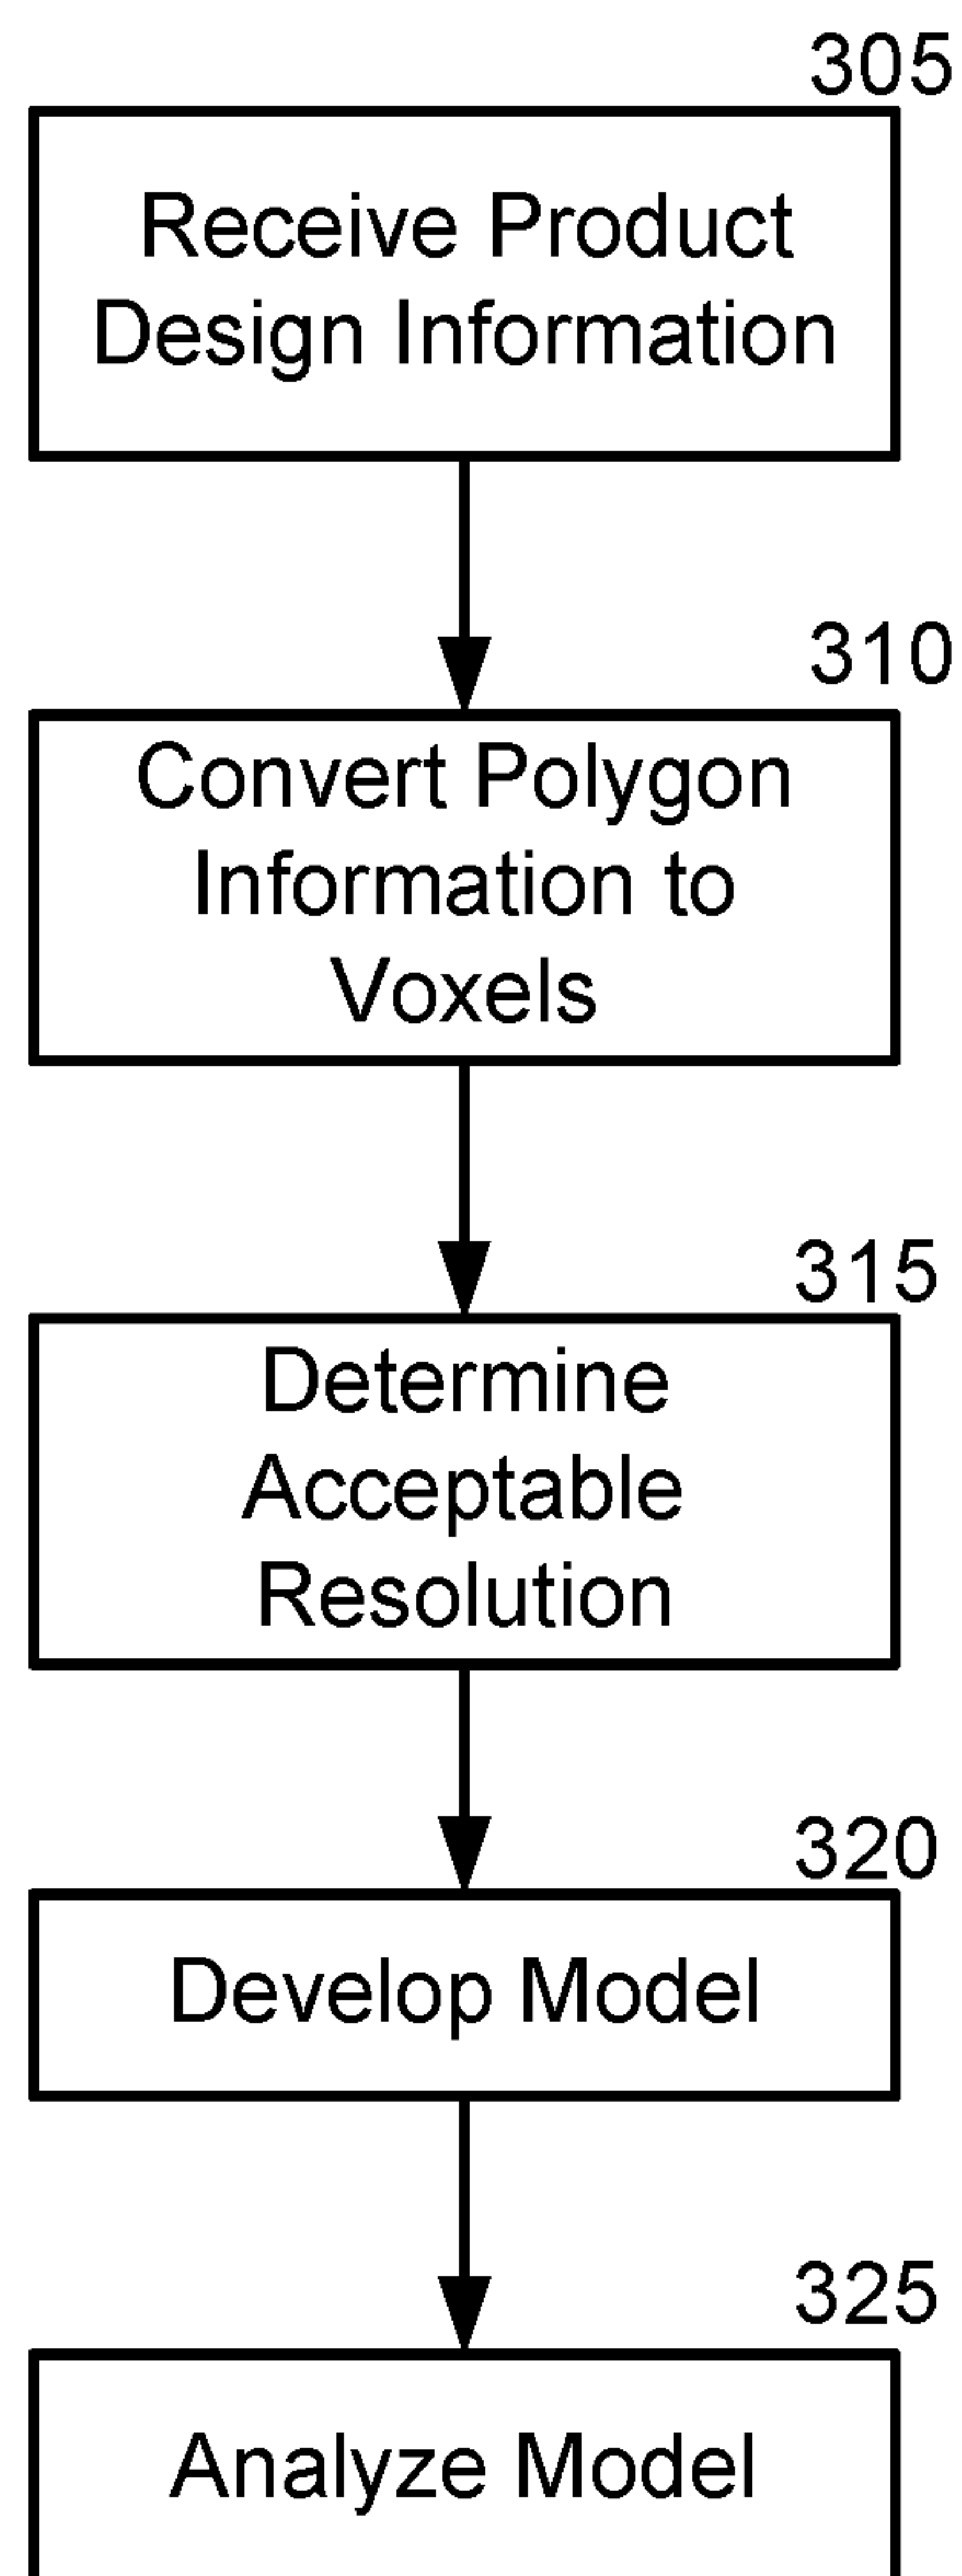 305
Receive Product
Design Information
310
Convert Polygon
Information to
Voxels
315
Determine
Acceptable
Resolution
320
Develop Model
325
Analyze Model